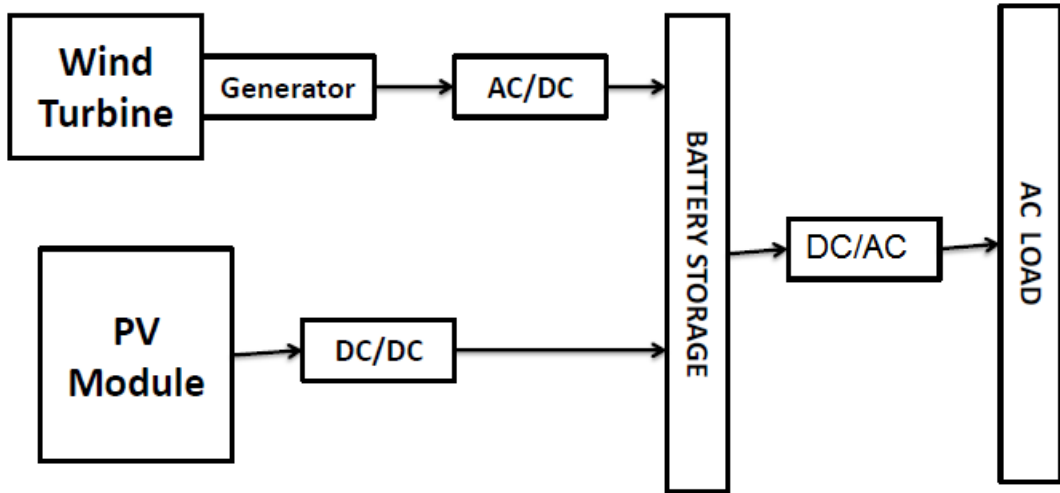 Wind
Turbine
Generator
AC/DC
PV
Module
DC/DC
BATTERY STORAGE
DC/AC
AC LOAD